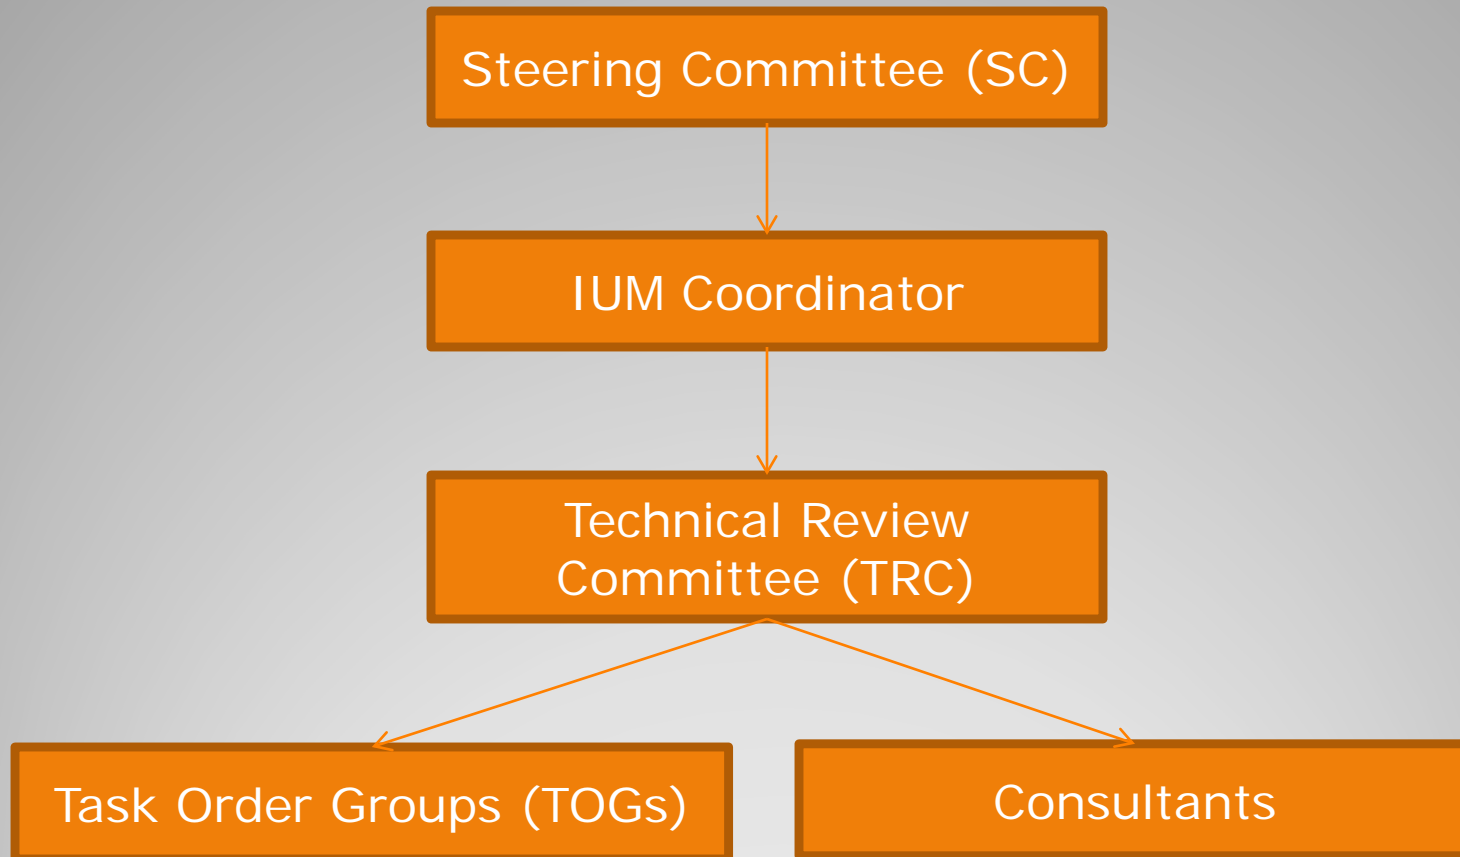 Steering Committee (SC)
IUM Coordinator
Technical Review
Committee (TRC)
Task Order Groups (TOGs)
Consultants